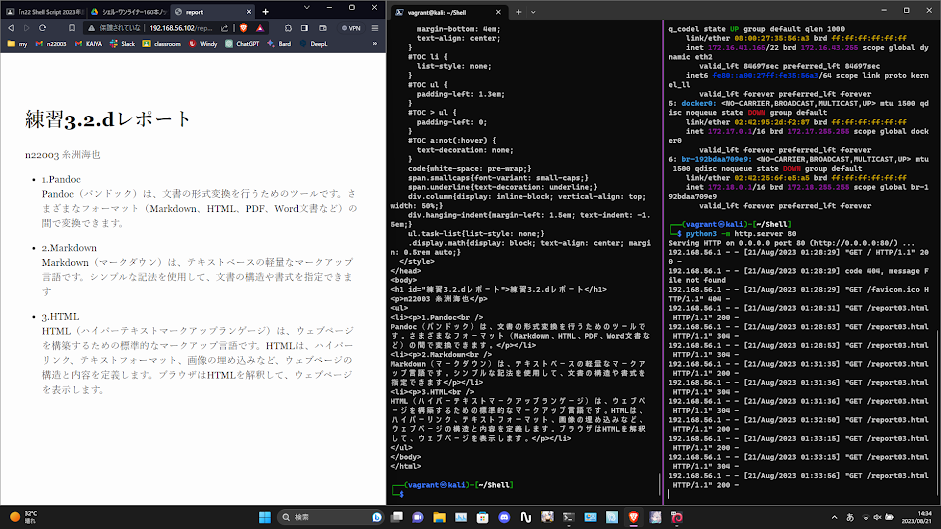 「n22 Shell Script 2023年
シェル・ワンライナー160本ノッ
report
保護されていな
192.168.56.102/rep
VPN
my
n22003
KAIYA
Slack
classroom
Windy
ChatGPT
Bard
DeepL
練習3.2.dレポート
n22003 糸洲海也
1.Pandoc
Pandoc（バンドック）は、文書の形式変換を行うためのツールです。さ
まざまなフォーマット（Markdown、HTML、PDF、Word文書など）の
間で変換できます。
2.Markdown
Markdown（マークダウン）は、テキストベースの軽量なマークアップ
言語です。シンプルな記法を使用して、文書の構造や書式を指定できま
す
3.HTML
HTML（ハイパーテキストマークアップランゲージ）は、ウェブページ
を構築するための標準的なマークアップ言語です。HTMLは、ハイパー
リンク、テキストフォーマット、画像の埋め込みなど、ウェブページの
構造と内容を定義します。ブラウザはHTMLを解釈して、ウェブページ
を表示します。
vagrant@kali: ~/Shell
margin-bottom: 4em;
text-align: center;
}
#TOC li {
list-style: none;
}
#TOC ul {
padding-left: 1.3em;
}
#TOC > ul {
padding-left: 0;
}
#TOC a:not(:hover) {
text-decoration: none;
}
code{white-space: pre-wrap;}
span.smallcaps{font-variant: small-caps;}
span.underline{text-decoration: underline;}
div.column{display: inline-block; vertical-align: top;
width: 50%;}
div.hanging-indent{margin-left: 1.5em; text-indent: -1.
5em;}
ul.task-list{list-style: none;}
.display.math{display: block; text-align: center; margi
n: 0.5rem auto;}
</style>
</head>
<body>
<h1 id="練習3.2.dレポート">練習3.2.dレポート</h1>
<p>n22003 糸洲海也</p>
<ul>
<li><p>1.Pandoc<br />
Pandoc（バンドック）は、文書の形式変換を行うためのツールで
す。さまざまなフォーマット（Markdown、HTML、PDF、Word文書な
ど）の間で変換できます。</p></li>
<li><p>2.Markdown<br />
Markdown（マークダウン）は、テキストベースの軽量なマークア
ップ言語です。シンプルな記法を使用して、文書の構造や書式を
指定できます</p></li>
<li><p>3.HTML<br />
HTML（ハイパーテキストマークアップランゲージ）は、ウェブペ
ージを構築するための標準的なマークアップ言語です。HTMLは、
ハイパーリンク、テキストフォーマット、画像の埋め込みなど、
ウェブページの構造と内容を定義します。ブラウザはHTMLを解釈
して、ウェブページを表示します。</p></li>
</ul>
</body>
</html>
(vagrant㉿kali)-[~/Shell]
$
q_codel state UP group default qlen 1000
link/ether 08:00:27:35:56:a3 brd ff:ff:ff:ff:ff:ff
inet 172.16.41.165/22 brd 172.16.43.255 scope global dy
namic eth2
valid_lft 84697sec preferred_lft 84697sec
inet6 fe80::a00:27ff:fe35:56a3/64 scope link proto kern
el_ll
valid_lft forever preferred_lft forever
5: docker0: <NO-CARRIER,BROADCAST,MULTICAST,UP> mtu 1500 qd
isc noqueue state DOWN group default
link/ether 02:42:95:2d:f2:87 brd ff:ff:ff:ff:ff:ff
inet 172.17.0.1/16 brd 172.17.255.255 scope global dock
er0
valid_lft forever preferred_lft forever
6: br-192bdaa709e9: <NO-CARRIER,BROADCAST,MULTICAST,UP> mtu
1500 qdisc noqueue state DOWN group default
link/ether 02:42:25:6f:e5:a5 brd ff:ff:ff:ff:ff:ff
inet 172.18.0.1/16 brd 172.18.255.255 scope global br-1
92bdaa709e9
valid_lft forever preferred_lft forever
(vagrant㉿kali)-[~/Shell]
$ python3 -m http.server 80
Serving HTTP on 0.0.0.0 port 80 (http://0.0.0.0:80/) ...
192.168.56.1 - - [21/Aug/2023 01:28:29] "GET / HTTP/1.1" 20
0 -
192.168.56.1 - - [21/Aug/2023 01:28:29] code 404, message F
ile not found
192.168.56.1 - - [21/Aug/2023 01:28:29] "GET /favicon.ico H
TTP/1.1" 404 -
192.168.56.1 - - [21/Aug/2023 01:28:31] "GET /report03.html
HTTP/1.1" 200 -
192.168.56.1 - - [21/Aug/2023 01:28:53] "GET /report03.html
HTTP/1.1" 304 -
192.168.56.1 - - [21/Aug/2023 01:28:53] "GET /report03.html
HTTP/1.1" 304 -
192.168.56.1 - - [21/Aug/2023 01:31:35] "GET /report03.html
HTTP/1.1" 200 -
192.168.56.1 - - [21/Aug/2023 01:31:36] "GET /report03.html
HTTP/1.1" 304 -
192.168.56.1 - - [21/Aug/2023 01:31:36] "GET /report03.html
HTTP/1.1" 304 -
192.168.56.1 - - [21/Aug/2023 01:32:50] "GET /report03.html
HTTP/1.1" 200 -
192.168.56.1 - - [21/Aug/2023 01:33:15] "GET /report03.html
HTTP/1.1" 200 -
192.168.56.1 - - [21/Aug/2023 01:33:15] "GET /report03.html
HTTP/1.1" 304 -
192.168.56.1 - - [21/Aug/2023 01:33:56] "GET /report03.html
HTTP/1.1" 200 -
32°C
晴れ
検索
あ
14:34
2023/08/21